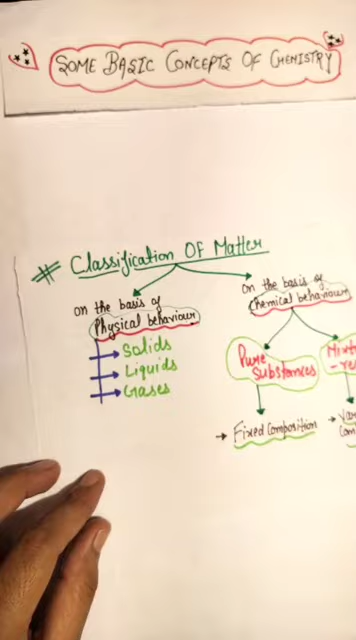 SOME BASIC CONCEPTS OF CHEMISTRY
# Classification OF Matter
on the basis of
Physical behaviour
Solids
Liquids
Gases
on the basis of
Chemical behaviour
Pure
Substances
Fixed Composition